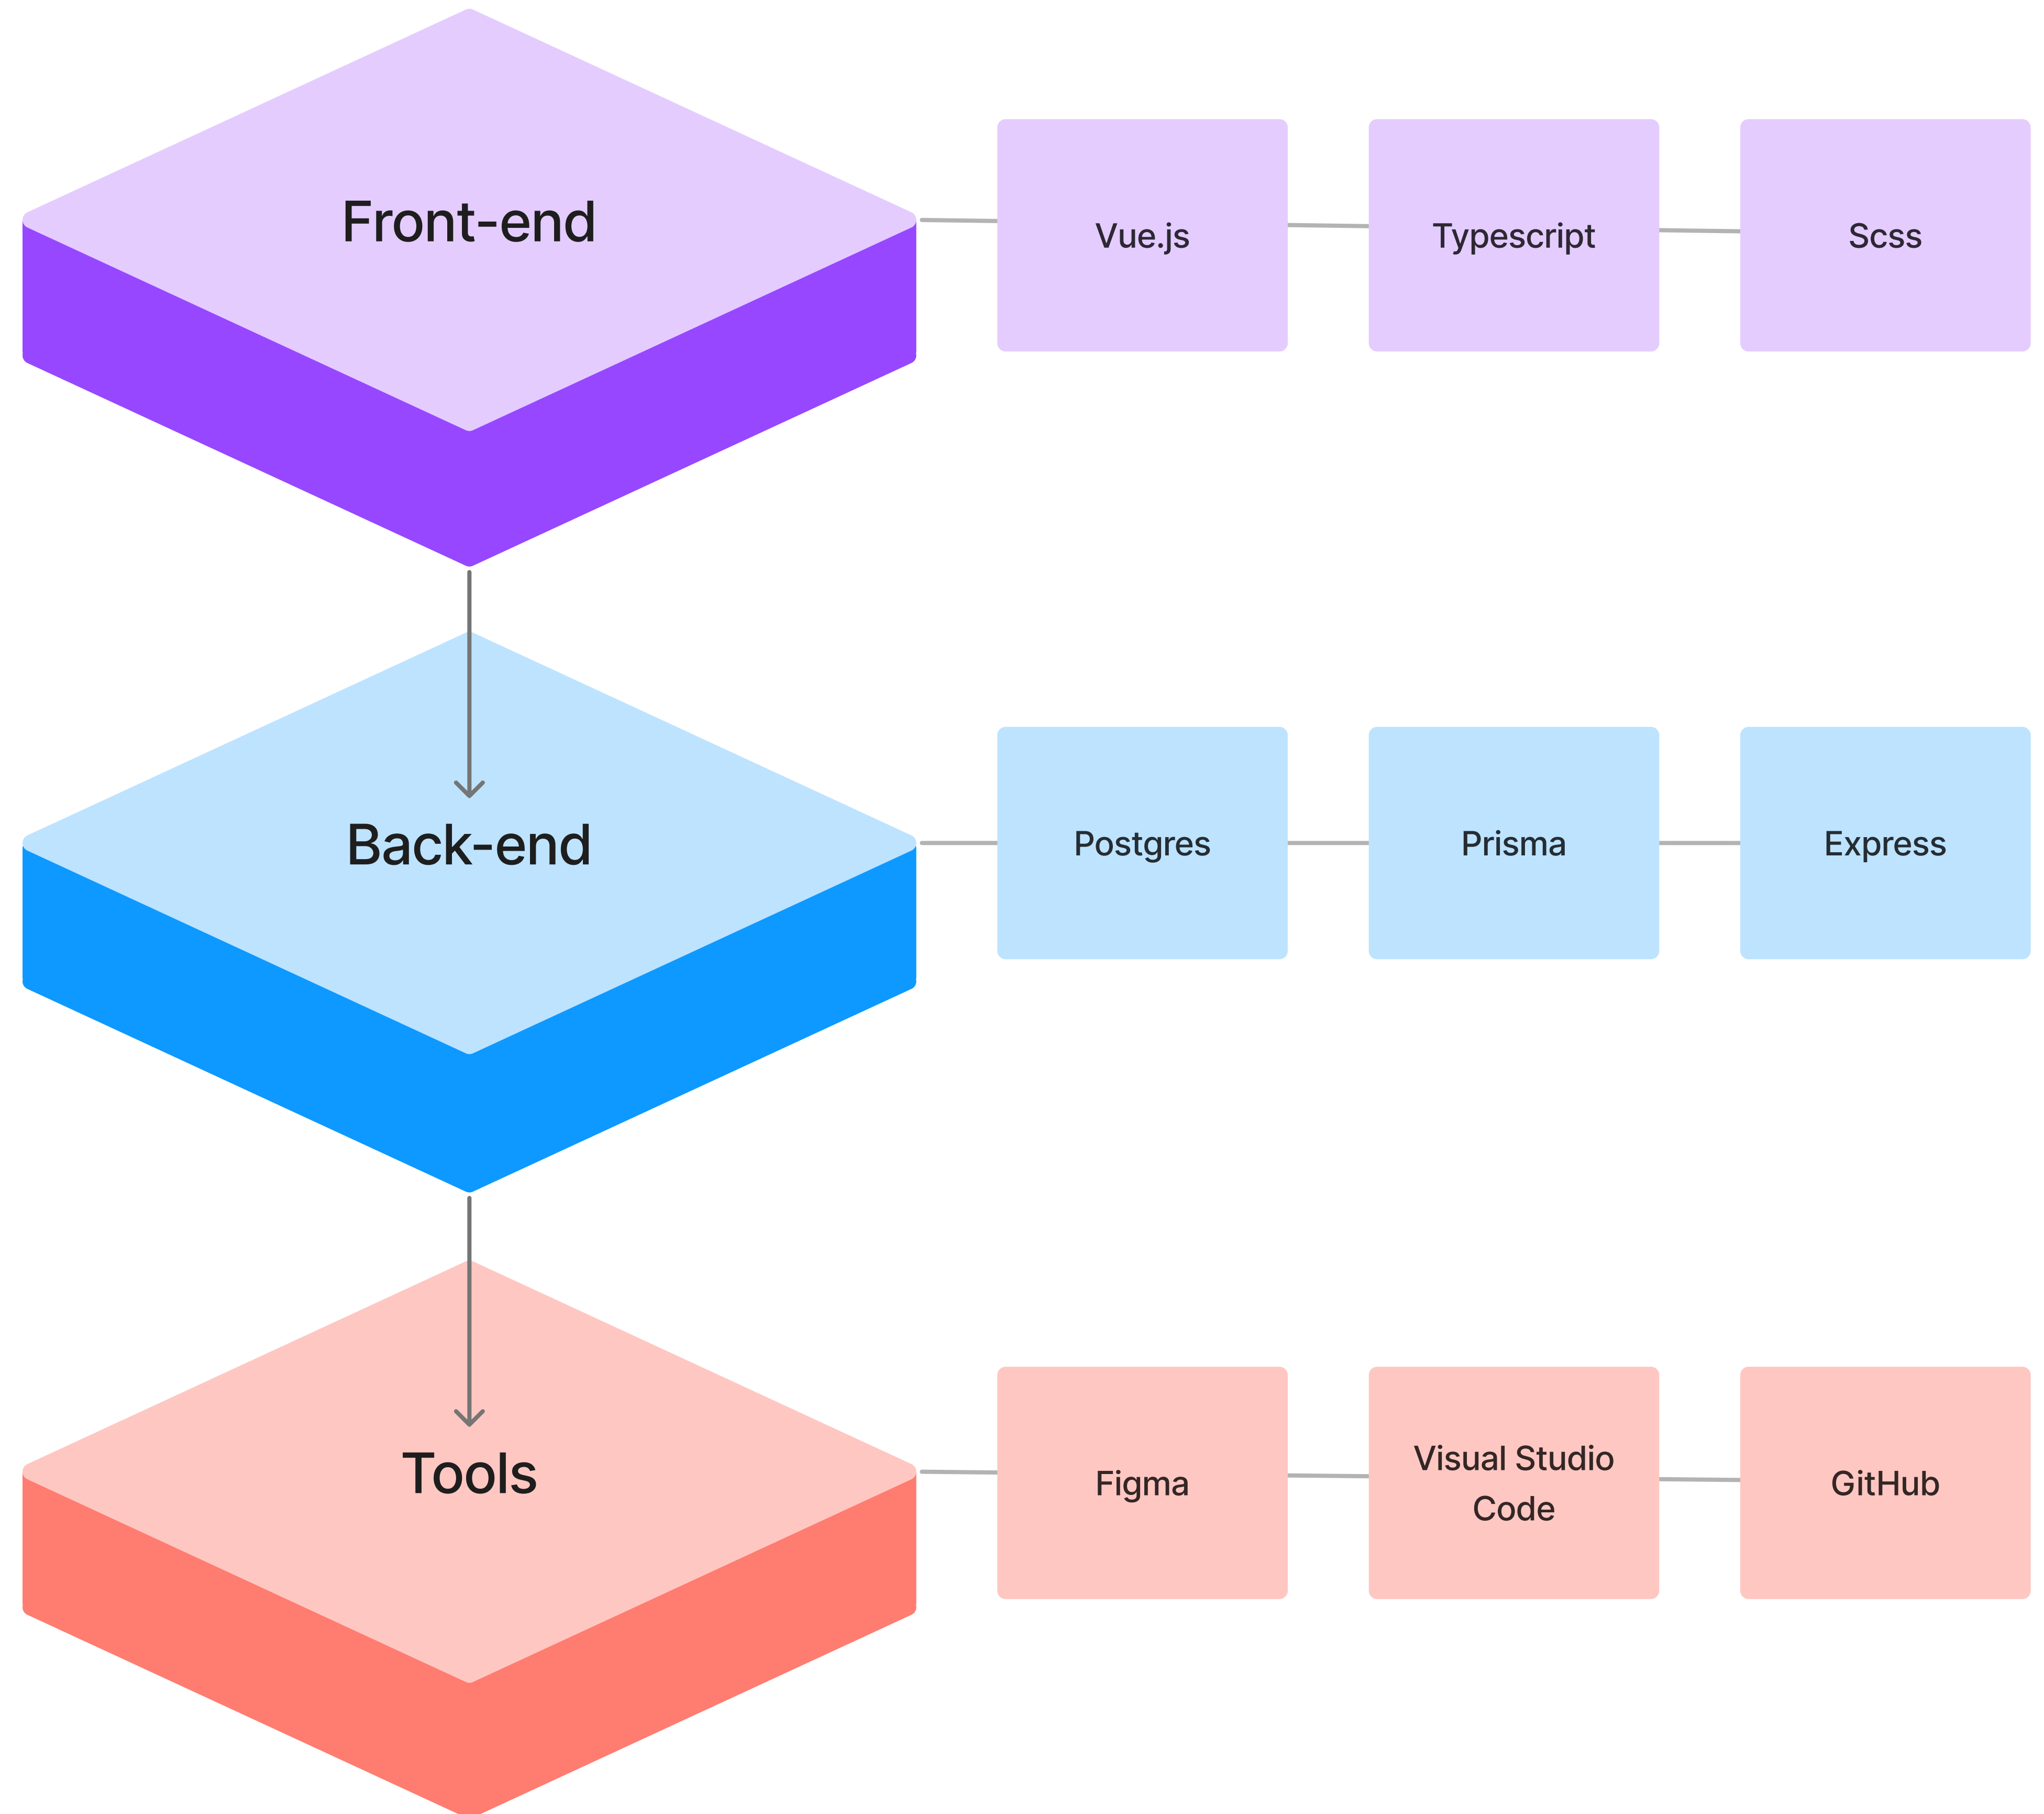 Front-end
Vue.js
Typescript
Scss
Back-end
Postgres
Prisma
Express
Tools
Figma
Visual Studio
Code
GitHub